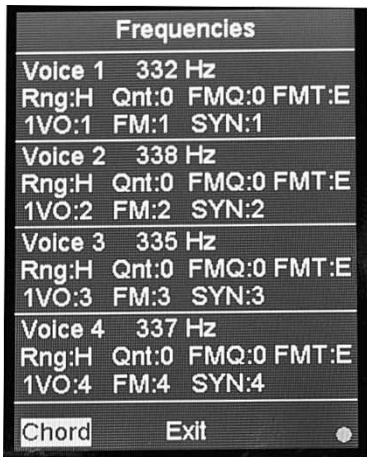 Frequencies
Voice 1 332 Hz
Rng:H Qnt:0 FMQ:0 FMT:E
1VO:1 FM:1 SYN:1
Voice 2 338 Hz
Rng:H Qnt:0 FMQ:0 FMT:E
1VO:2 FM:2 SYN:2
Voice 3 335 Hz
Rng:H Qnt:0 FMQ:0 FMT:E
1VO:3 FM:3 SYN:3
Voice 4 337 Hz
Rng:H Qnt:0 FMQ:0 FMT:E
1VO:4 FM:4 SYN:4
Chord Exit